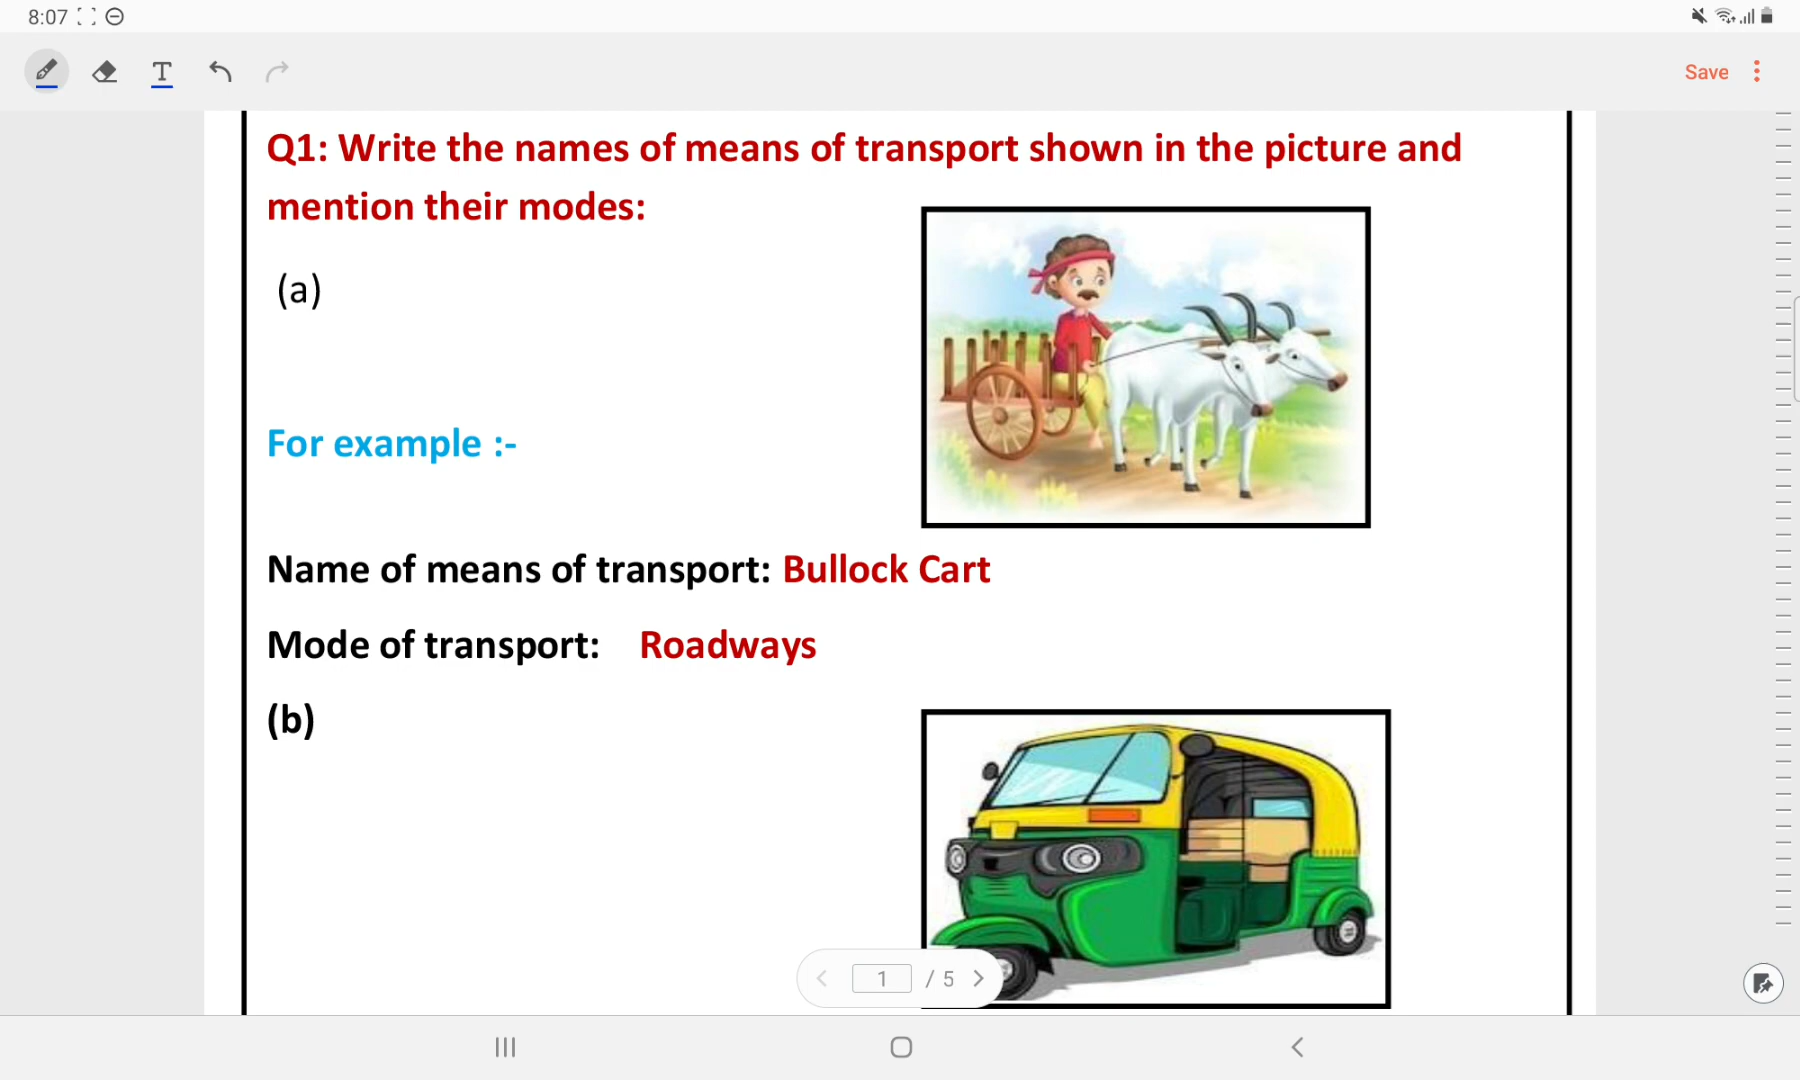 8:07
Save
Q1: Write the names of means of transport shown in the picture and
mention their modes:
(a)
For example :-
Name of means of transport: Bullock Cart
Mode of transport: Roadways
(b)
1 / 5